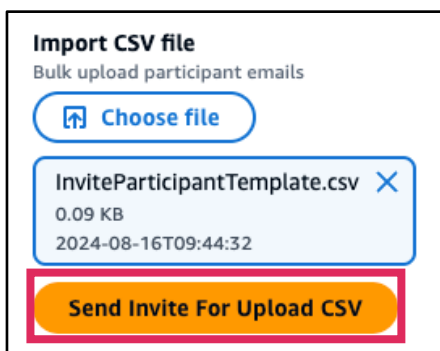 Import CSV file
Bulk upload participant emails
Choose file
InviteParticipantTemplate.csv
0.09 KB
2024-08-16T09:44:32
Send Invite For Upload CSV